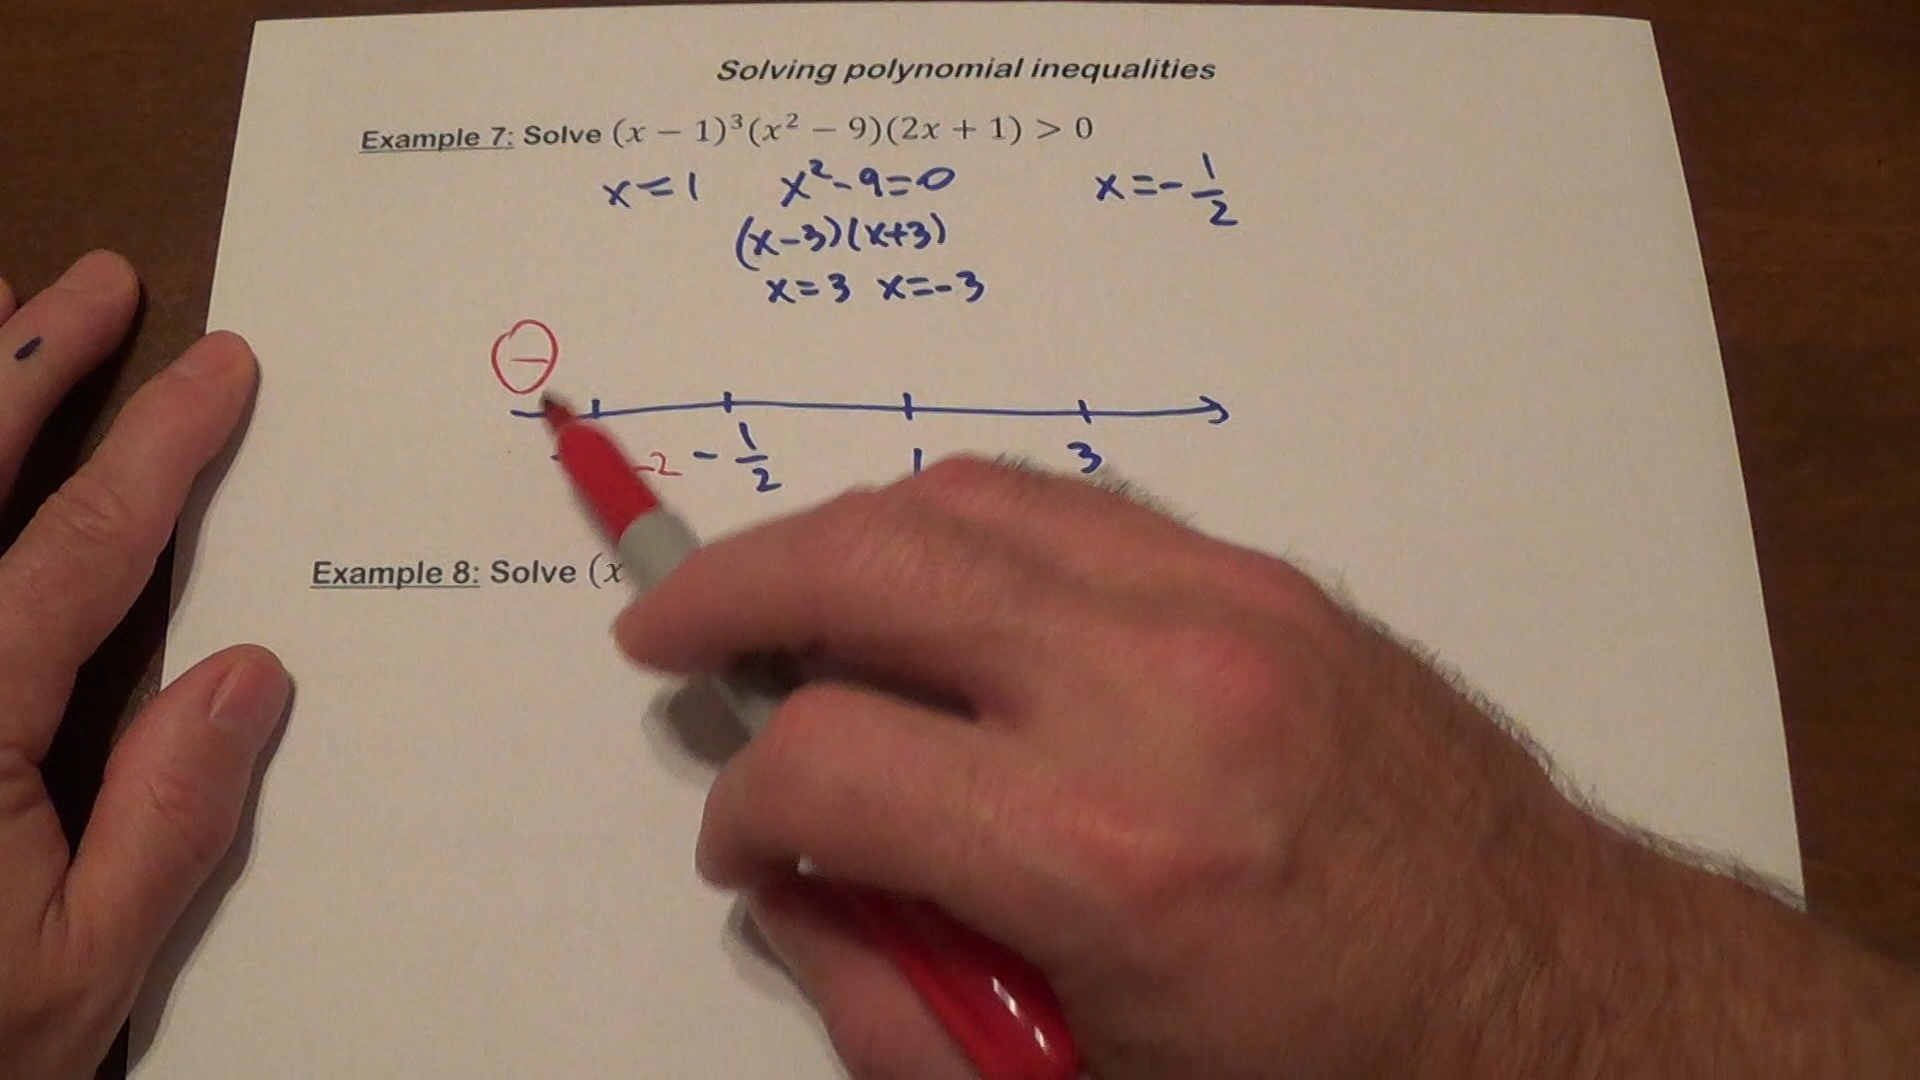 Solving polynomial inequalities
Example 7: Solve (x − 1)³(x² − 9)(2x + 1) > 0
x=1 x²-9=0 x=-1/2
(x-3)(x+3)
x=3 x=-3
−
-2 -1/2 1 3
Example 8: Solve (x